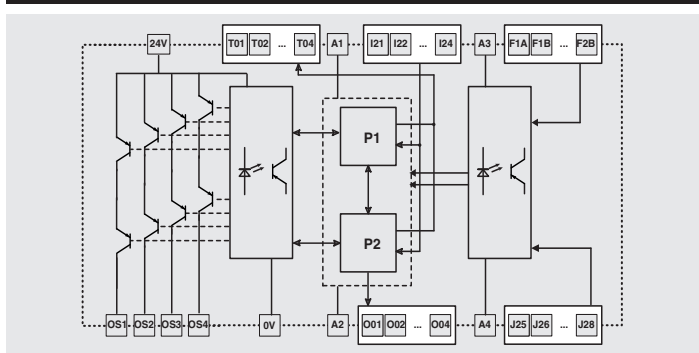 24V T01 T02 ... T04 A1 I21 I22 ... I24 A3 F1A F1B ... F2B
P1
P2
OS1 OS2 OS3 OS4 0V A2 O01 O02 ... O04 A4 J25 J26 ... J28